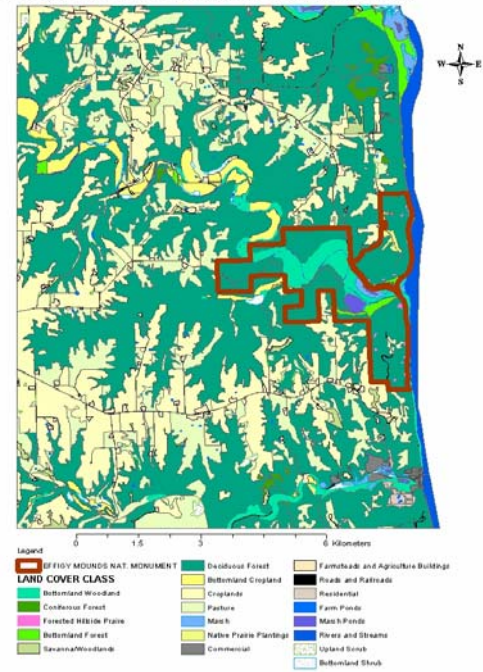 N
W E
S
0 1.5 3 6 Kilometers
Legend
EFFIGY MOUNDS NAT. MONUMENT
LAND COVER CLASS
Bottomland Woodland
Coniferous Forest
Forested Hillside Prairie
Bottomland Forest
Savanna/Woodlands
Deciduous Forest
Bottomland Cropland
Croplands
Pasture
Marsh
Native Prairie Plantings
Commercial
Farmsteads and Agriculture Buildings
Roads and Railroads
Residential
Farm Ponds
Marsh Ponds
Rivers and Streams
Upland Scrub
Bottomland Shrub